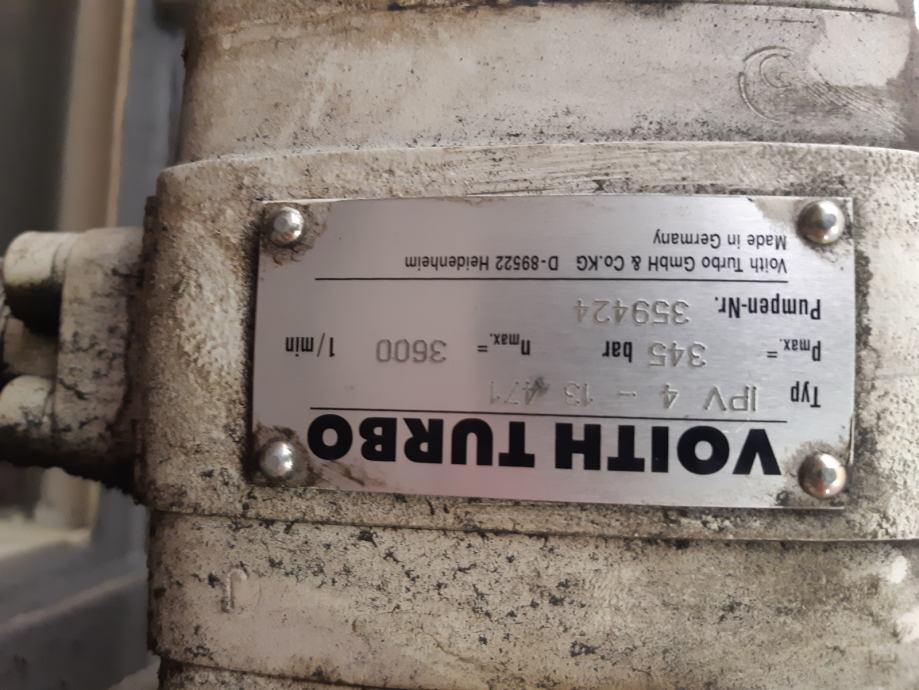 VOITH TURBO
Typ IPV 4 - 13 471
pmax. = 345 bar nmax. = 3600 1/min
Pumpen-Nr. 359424
Voith Turbo GmbH & Co.KG D-89522 Heidenheim
Made in Germany